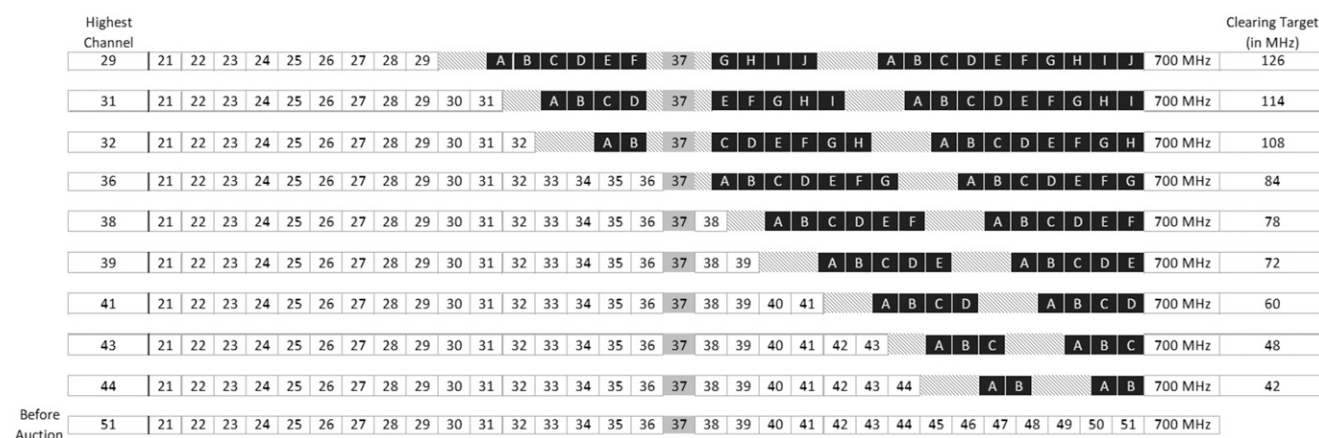 Highest Channel Clearing Target (in MHz)
29 21 22 23 24 25 26 27 28 29 A B C D E F 37 G H I J A B C D E F G H I J 700 MHz 126
31 21 22 23 24 25 26 27 28 29 30 31 A B C D 37 E F G H I A B C D E F G H I 700 MHz 114
32 21 22 23 24 25 26 27 28 29 30 31 32 A B 37 C D E F G H A B C D E F G H 700 MHz 108
36 21 22 23 24 25 26 27 28 29 30 31 32 33 34 35 36 37 A B C D E F G A B C D E F G 700 MHz 84
38 21 22 23 24 25 26 27 28 29 30 31 32 33 34 35 36 37 38 A B C D E F A B C D E F 700 MHz 78
39 21 22 23 24 25 26 27 28 29 30 31 32 33 34 35 36 37 38 39 A B C D E A B C D E 700 MHz 72
41 21 22 23 24 25 26 27 28 29 30 31 32 33 34 35 36 37 38 39 40 41 A B C D A B C D 700 MHz 60
43 21 22 23 24 25 26 27 28 29 30 31 32 33 34 35 36 37 38 39 40 41 42 43 A B C A B C 700 MHz 48
44 21 22 23 24 25 26 27 28 29 30 31 32 33 34 35 36 37 38 39 40 41 42 43 44 A B A B 700 MHz 42
Before Auction 51 21 22 23 24 25 26 27 28 29 30 31 32 33 34 35 36 37 38 39 40 41 42 43 44 45 46 47 48 49 50 51 700 MHz